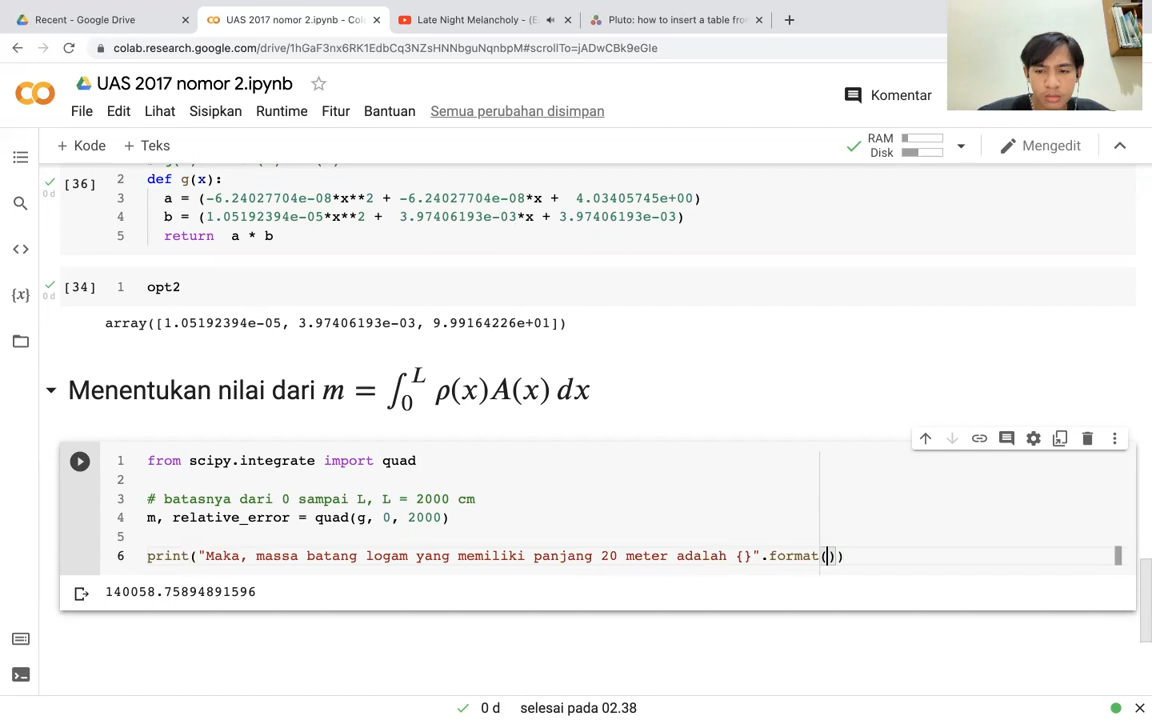 Recent - Google Drive
UAS 2017 nomor 2.ipynb - Col
Late Night Melancholy - (E
Pluto: how to insert a table fro
colab.research.google.com/drive/1hGaF3nx6RK1EdbCq3NZsHNNbguNqnbpM#scrollTo=jADwCBk9eGle
CO UAS 2017 nomor 2.ipynb
File Edit Lihat Sisipkan Runtime Fitur Bantuan Semua perubahan disimpan
Komentar
+ Kode + Teks
RAM
Disk
Mengedit
[36]
0 d
2 def g(x):
3 a = (-6.24027704e-08*x**2 + -6.24027704e-08*x + 4.03405745e+00)
4 b = (1.05192394e-05*x**2 + 3.97406193e-03*x + 3.97406193e-03)
5 return a * b
[34] 1 opt2
0 d
array([1.05192394e-05, 3.97406193e-03, 9.99164226e+01])
Menentukan nilai dari m = ∫₀ᴸ ρ(x)A(x) dx
1 from scipy.integrate import quad
2
3 # batasnya dari 0 sampai L, L = 2000 cm
4 m, relative_error = quad(g, 0, 2000)
5
6 print("Maka, massa batang logam yang memiliki panjang 20 meter adalah {}".format())
140058.75894891596
0 d selesai pada 02.38